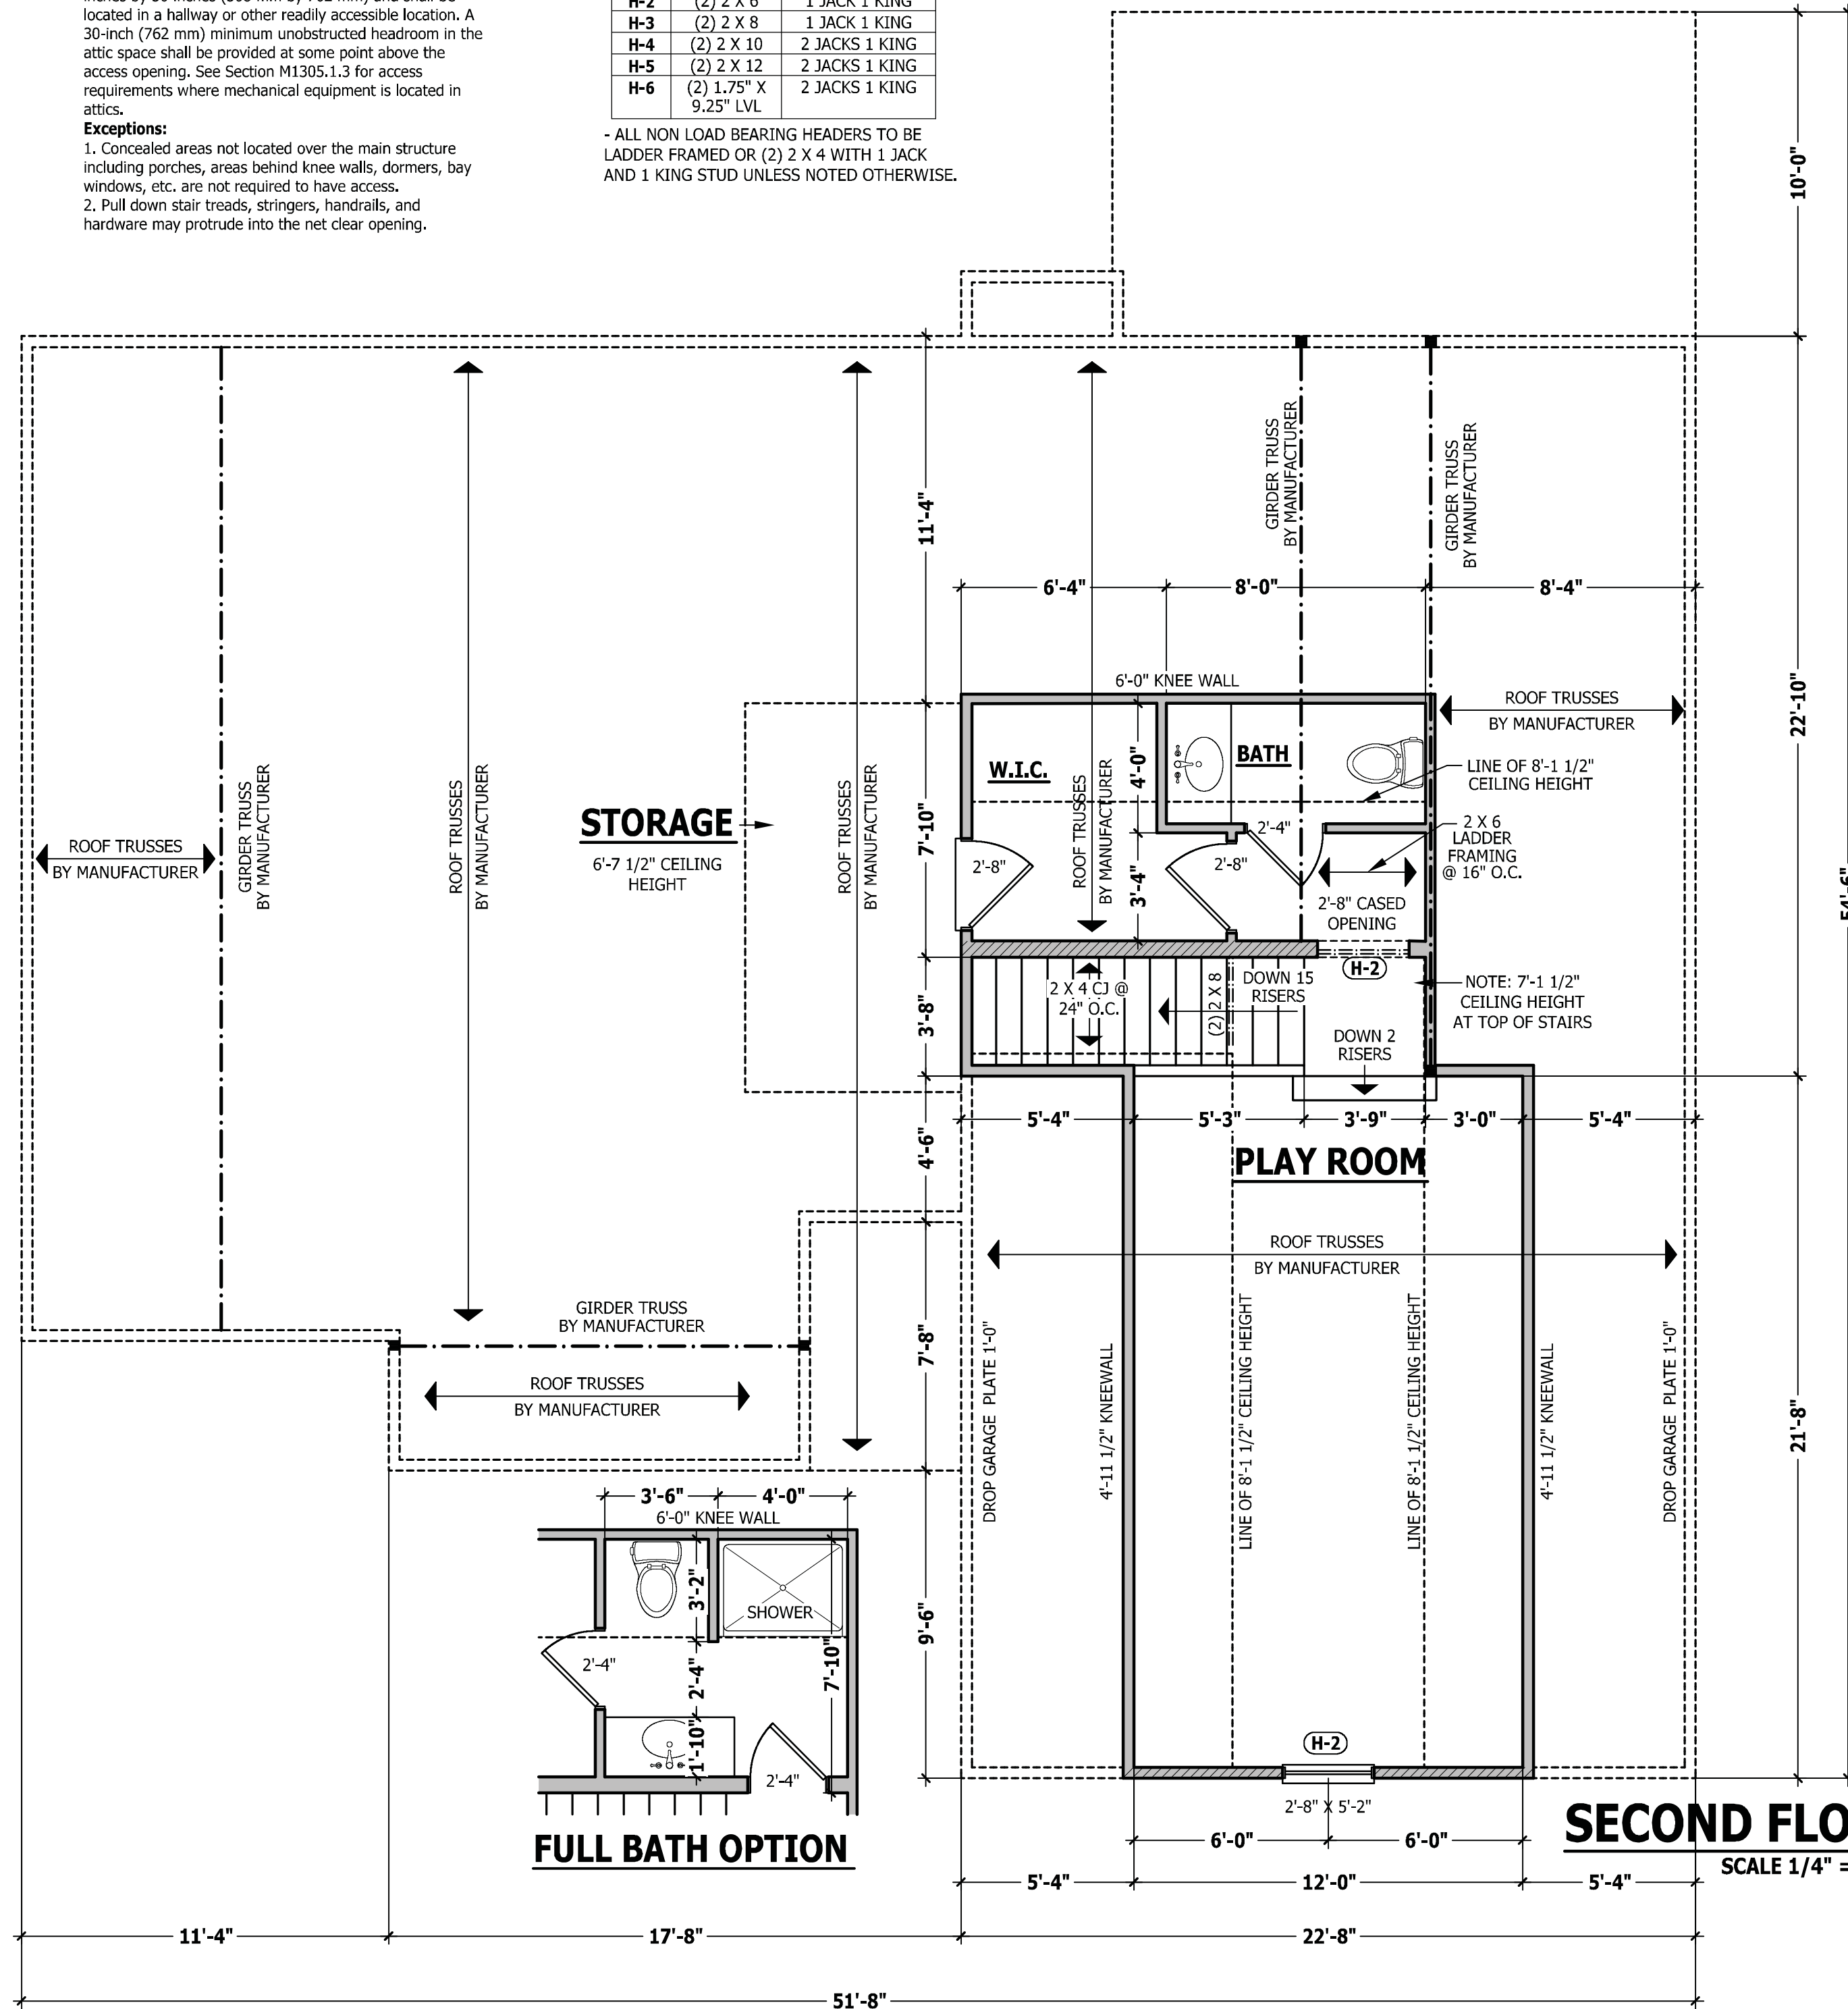 located in a hallway or other readily accessible location. A
30-inch (762 mm) minimum unobstructed headroom in the
attic space shall be provided at some point above the
access opening. See Section M1305.1.3 for access
requirements where mechanical equipment is located in
attics.
Exceptions:
1. Concealed areas not located over the main structure
including porches, areas behind knee walls, dormers, bay
windows, etc. are not required to have access.
2. Pull down stair treads, stringers, handrails, and
hardware may protrude into the net clear opening.
H-2 (2) 2 X 6 1 JACK 1 KING
H-3 (2) 2 X 8 1 JACK 1 KING
H-4 (2) 2 X 10 2 JACKS 1 KING
H-5 (2) 2 X 12 2 JACKS 1 KING
H-6 (2) 1.75" X 2 JACKS 1 KING
9.25" LVL
- ALL NON LOAD BEARING HEADERS TO BE
LADDER FRAMED OR (2) 2 X 4 WITH 1 JACK
AND 1 KING STUD UNLESS NOTED OTHERWISE.
10'-0"
22'-10"
54'-6"
21'-8"
11'-4"
7'-10"
3'-8"
4'-6"
7'-8"
9'-6"
GIRDER TRUSS
BY MANUFACTURER
GIRDER TRUSS
BY MANUFACTURER
6'-4"
8'-0"
8'-4"
6'-0" KNEE WALL
ROOF TRUSSES
BY MANUFACTURER
W.I.C.
4'-0"
BATH
LINE OF 8'-1 1/2"
CEILING HEIGHT
ROOF TRUSSES
BY MANUFACTURER
GIRDER TRUSS
BY MANUFACTURER
ROOF TRUSSES
BY MANUFACTURER
STORAGE
6'-7 1/2" CEILING
HEIGHT
ROOF TRUSSES
BY MANUFACTURER
ROOF TRUSSES
BY MANUFACTURER
2'-8"
3'-4"
2'-8"
2'-4"
2 X 6
LADDER
FRAMING
@ 16" O.C.
2'-8" CASED
OPENING
H-2
2 X 4 CJ @
24" O.C.
(2) 2 X 8
DOWN 15
RISERS
NOTE: 7'-1 1/2"
CEILING HEIGHT
AT TOP OF STAIRS
DOWN 2
RISERS
5'-4"
5'-3"
3'-9"
3'-0"
5'-4"
PLAY ROOM
ROOF TRUSSES
BY MANUFACTURER
GIRDER TRUSS
BY MANUFACTURER
ROOF TRUSSES
BY MANUFACTURER
DROP GARAGE PLATE 1'-0"
4'-11 1/2" KNEEWALL
LINE OF 8'-1 1/2" CEILING HEIGHT
LINE OF 8'-1 1/2" CEILING HEIGHT
4'-11 1/2" KNEEWALL
DROP GARAGE PLATE 1'-0"
3'-6"
4'-0"
6'-0" KNEE WALL
3'-2"
SHOWER
2'-4"
2'-4"
7'-10"
1'-10"
2'-4"
FULL BATH OPTION
H-2
2'-8" X 5'-2"
6'-0"
6'-0"
SECOND FLO
SCALE 1/4" =
5'-4"
12'-0"
5'-4"
11'-4"
17'-8"
22'-8"
51'-8"